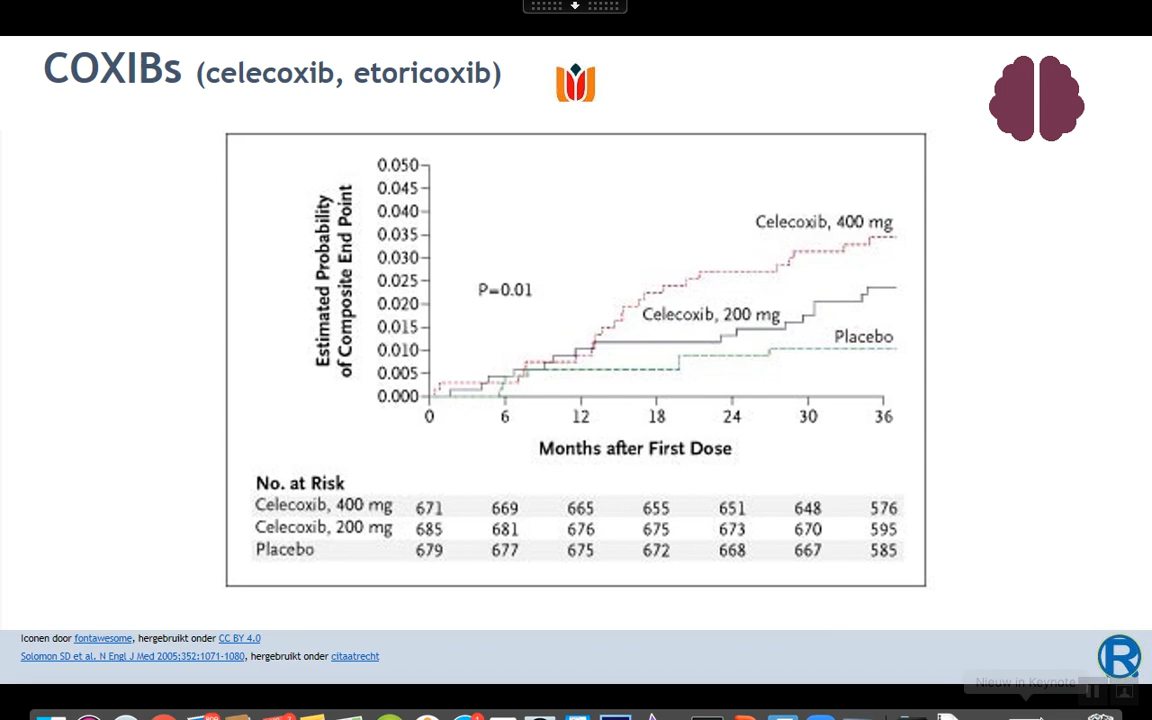 COXIBs (celecoxib, etoricoxib)
0.050
0.045
0.040
0.035
0.030
0.025
0.020
0.015
0.010
0.005
0.000
Estimated Probability
of Composite End Point
Celecoxib, 400 mg
P=0.01
Celecoxib, 200 mg
Placebo
0 6 12 18 24 30 36
Months after First Dose
No. at Risk
Celecoxib, 400 mg 671 669 665 655 651 648 576
Celecoxib, 200 mg 685 681 676 675 673 670 595
Placebo 679 677 675 672 668 667 585
Iconen door fontawesome, hergebruikt onder CC BY 4.0
Solomon SD et al. N Engl J Med 2005;352:1071-1080, hergebruikt onder citaatrecht
R
Nieuw in Keynote